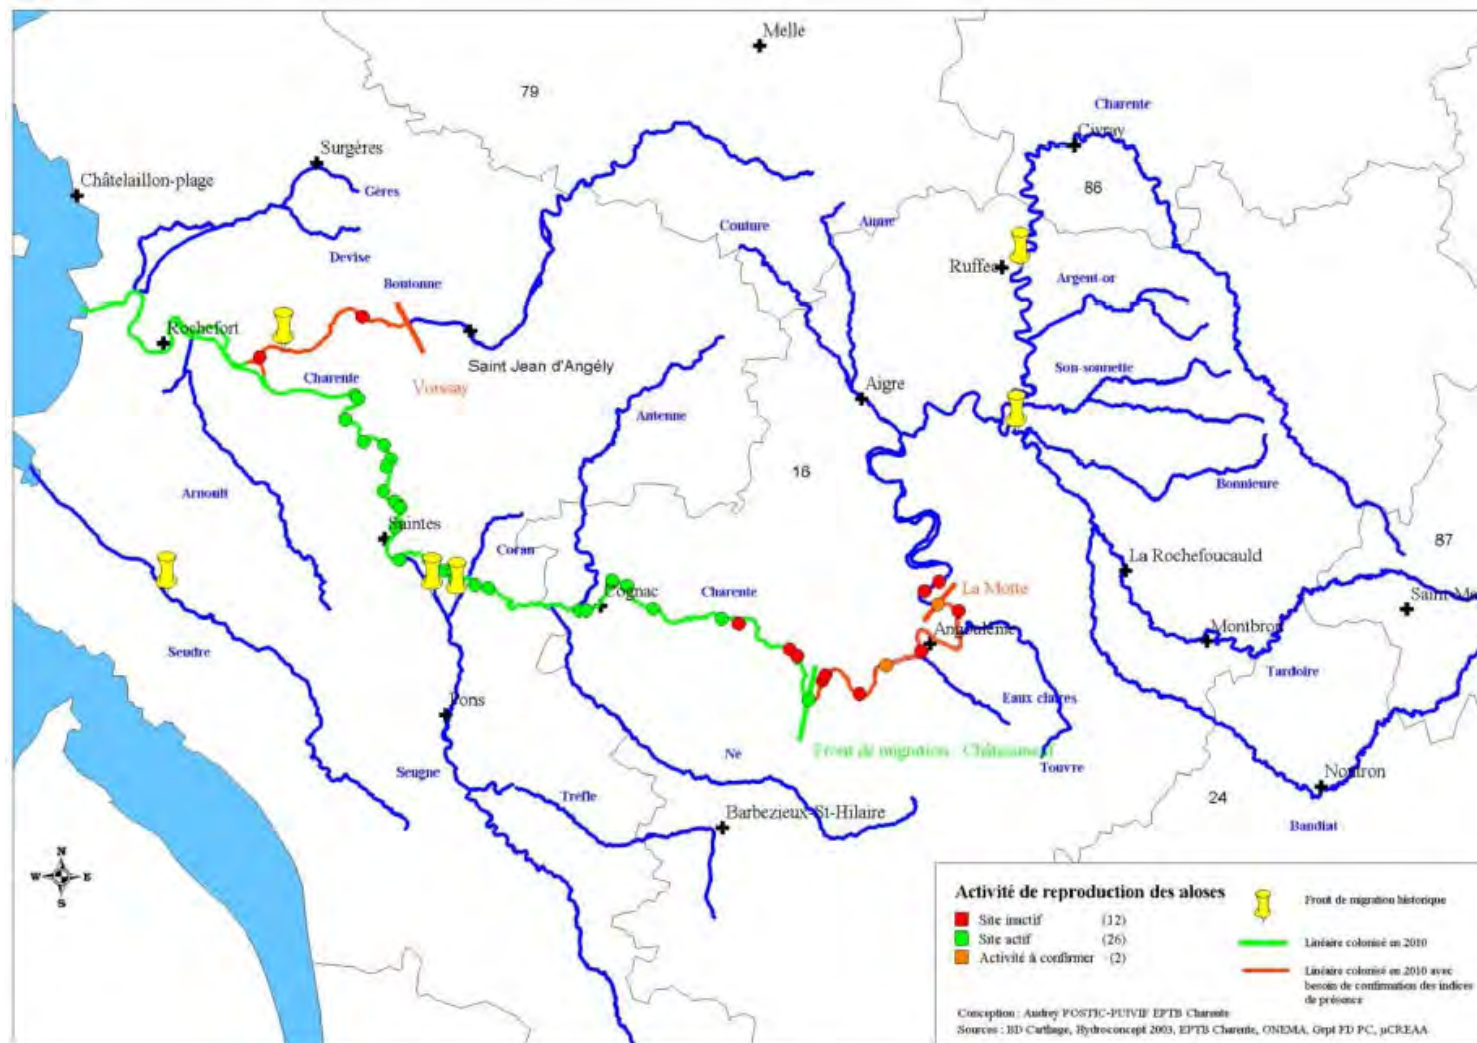 Melle
79
Charente
Civray
Surgères
Châtelaillon-plage
Gères
86
Couture
Aume
Devise
Ruffec
Argent-or
Boutonne
Rochefort
Saint Jean d'Angély
Son-sonnette
Charente
Voissay
Aigre
Antenne
16
Bonnieure
Arnoult
Saintes
Coran
87
La Rochefoucauld
Cognac
Charente
La Motte
Saint-Ma
Angoulême
Montbron
Seudre
Tardoire
Eaux claires
Pons
Front de migration : Châteauneuf
Né
Touvre
Seugne
Nontron
Trèfle
24
Barbezieux-St-Hilaire
Bandiat
N
W E
S
Activité de reproduction des aloses
Site inactif (12)
Site actif (26)
Activité à confirmer (2)
Front de migration historique
Linéaire colonisé en 2010
Linéaire colonisé en 2010 avec
besoin de confirmation des indices
de présence
Conception : Audrey POSTIC-PUIVIF EPTB Charente
Sources : BD Carthage, Hydroconcept 2003, EPTB Charente, ONEMA, Grpt FD PC, µCREAA